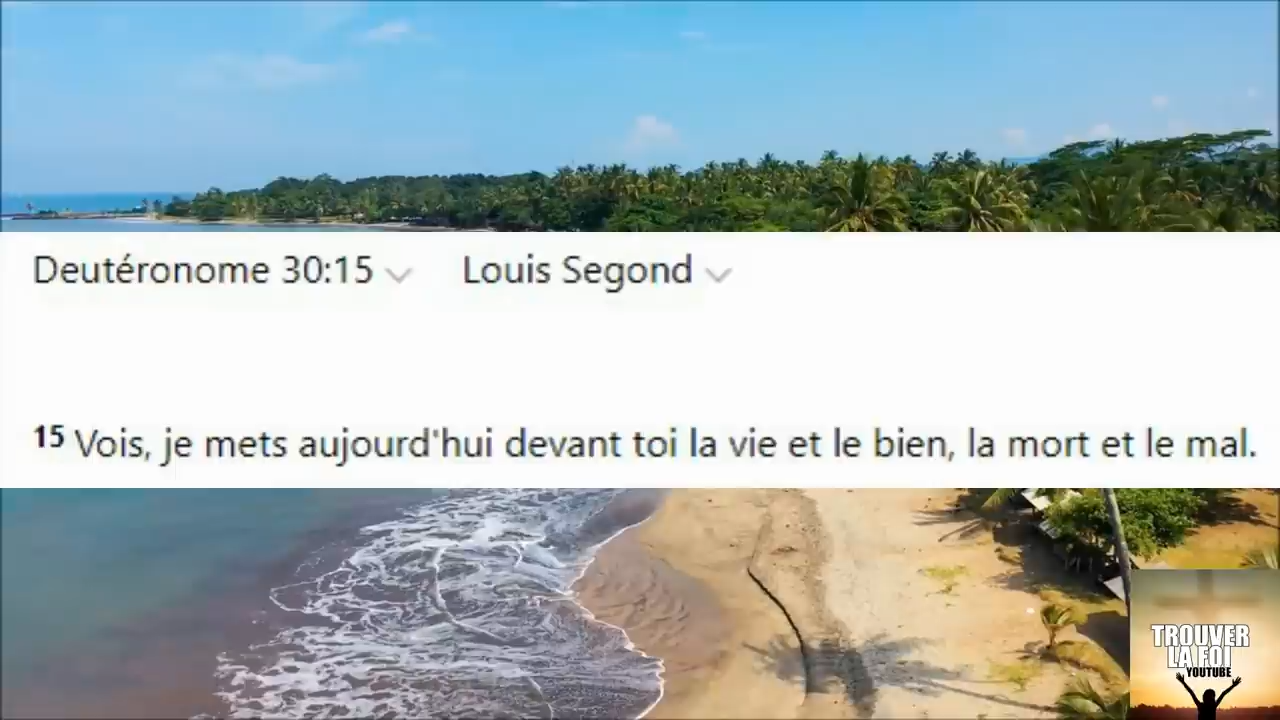 Deutéronome 30:15 Louis Segond
15 Vois, je mets aujourd'hui devant toi la vie et le bien, la mort et le mal.
TROUVER
LA FOI
YOUTUBE